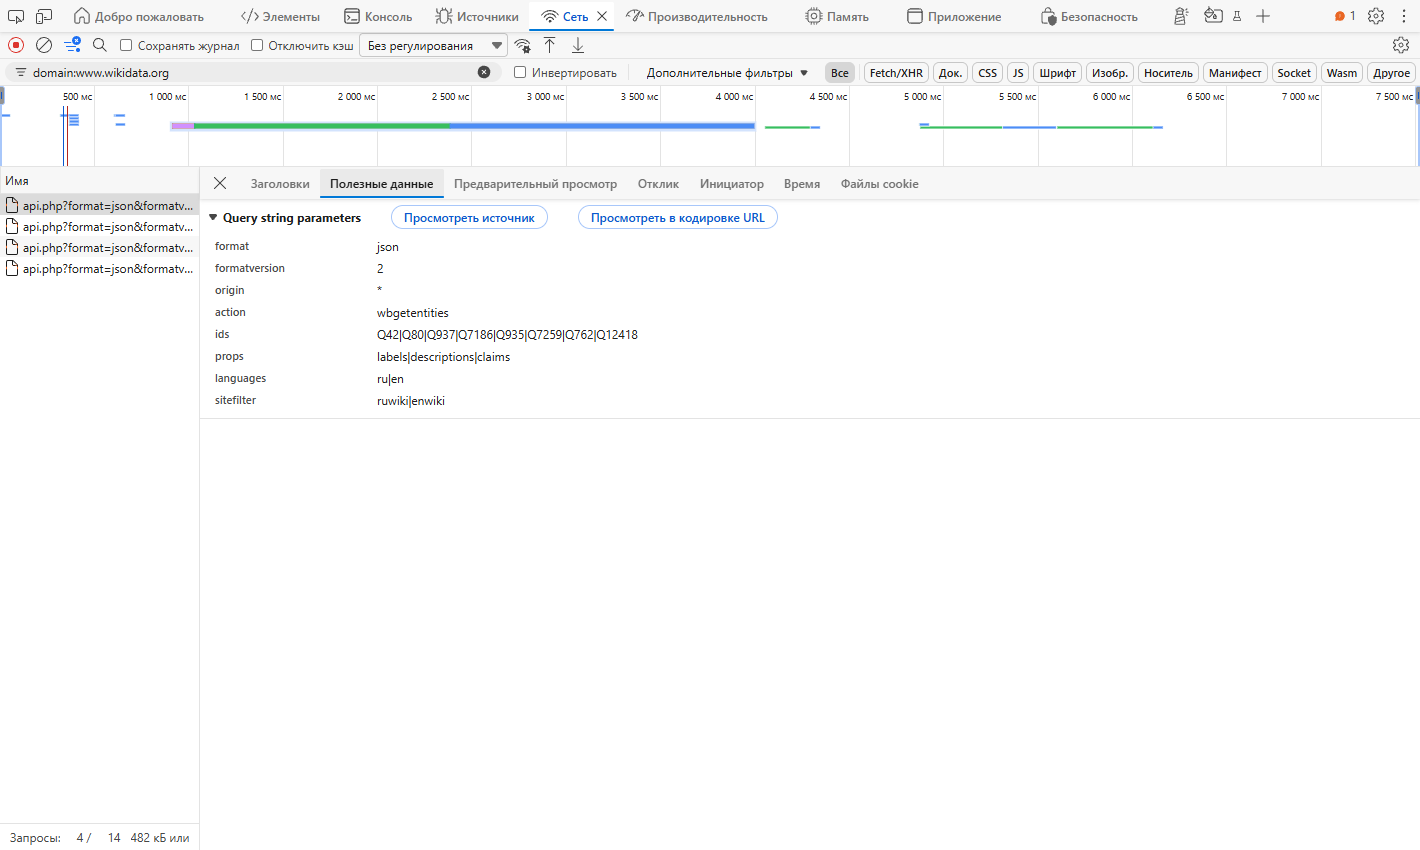 Добро пожаловать Элементы Консоль Источники Сеть Производительность Память Приложение Безопасность 1
Сохранять журнал Отключить кэш Без регулирования
domain:www.wikidata.org Инвертировать Дополнительные фильтры Все Fetch/XHR Док. CSS JS Шрифт Изобр. Носитель Манифест Socket Wasm Другое
500 мс 1 000 мс 1 500 мс 2 000 мс 2 500 мс 3 000 мс 3 500 мс 4 000 мс 4 500 мс 5 000 мс 5 500 мс 6 000 мс 6 500 мс 7 000 мс 7 500 мс
Имя
api.php?format=json&formatv...
api.php?format=json&formatv...
api.php?format=json&formatv...
api.php?format=json&formatv...
Заголовки Полезные данные Предварительный просмотр Отклик Инициатор Время Файлы cookie
Query string parameters Просмотреть источник Просмотреть в кодировке URL
format json
formatversion 2
origin *
action wbgetentities
ids Q42|Q80|Q937|Q7186|Q935|Q7259|Q762|Q12418
props labels|descriptions|claims
languages ru|en
sitefilter ruwiki|enwiki
Запросы: 4 / 14 482 кБ или